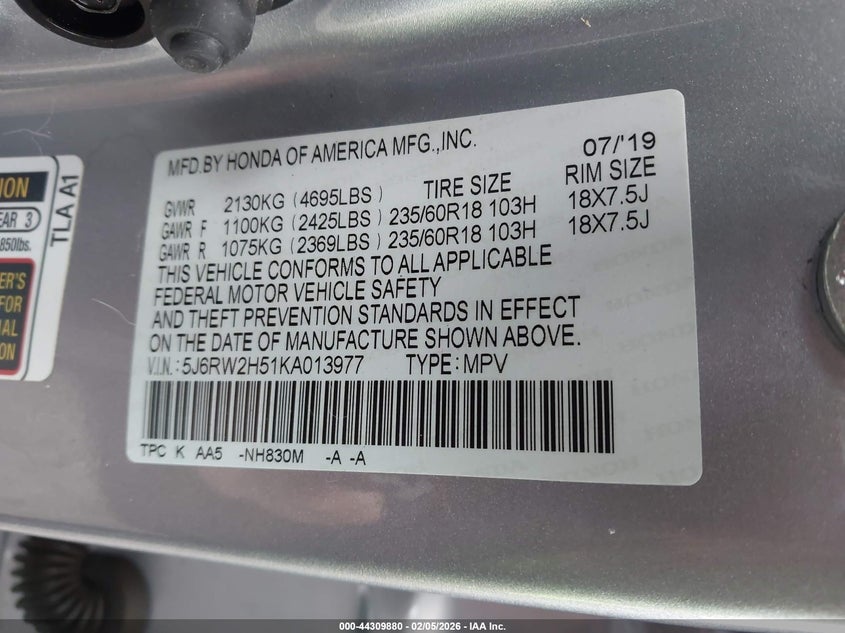 MFD.BY HONDA OF AMERICA MFG.,INC. 07/'19
GVWR 2130KG (4695LBS) TIRE SIZE RIM SIZE
GAWR F 1100KG (2425LBS) 235/60R18 103H 18X7.5J
GAWR R 1075KG (2369LBS) 235/60R18 103H 18X7.5J
THIS VEHICLE CONFORMS TO ALL APPLICABLE
FEDERAL MOTOR VEHICLE SAFETY
AND THEFT PREVENTION STANDARDS IN EFFECT
ON THE DATE OF MANUFACTURE SHOWN ABOVE.
V.I.N.: 5J6RW2H51KA013977 TYPE: MPV
TPC K AA5 -NH830M -A -A
TLA A1
3
850lbs.
FOR
000-44309880 - 02/05/2026 - IAA Inc.